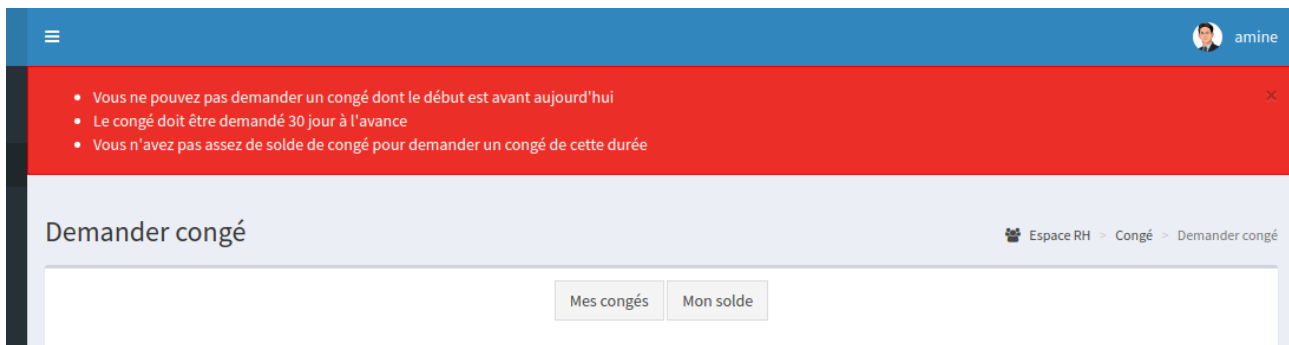 amine
Vous ne pouvez pas demander un congé dont le début est avant aujourd'hui
Le congé doit être demandé 30 jour à l'avance
Vous n'avez pas assez de solde de congé pour demander un congé de cette durée
Demander congé
Espace RH > Congé > Demander congé
Mes congés Mon solde